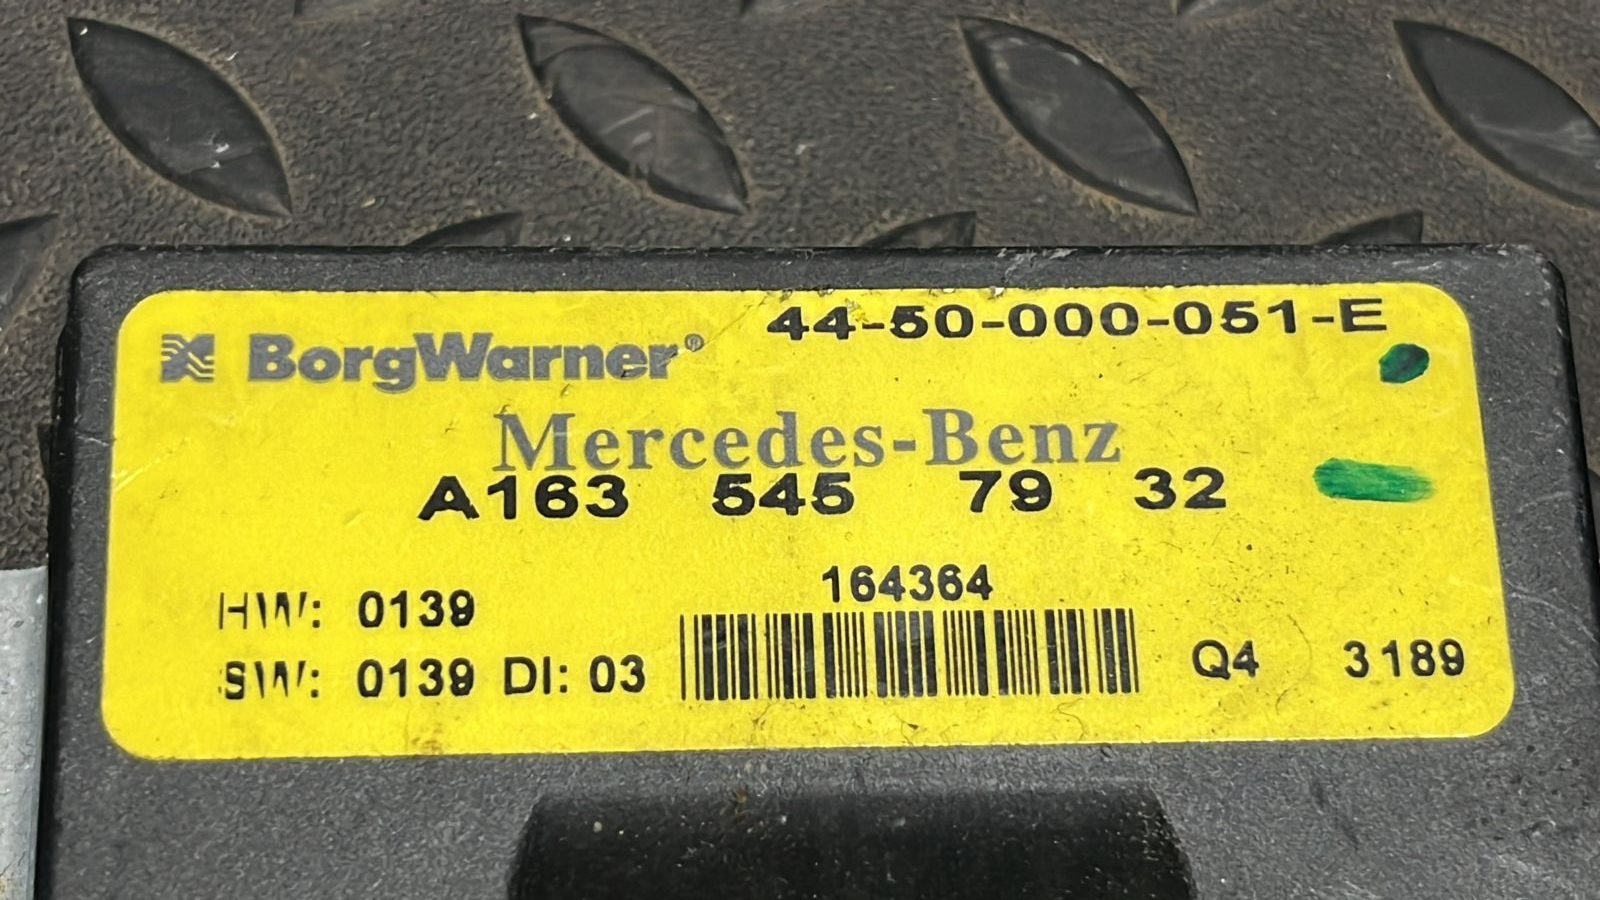 44-50-000-051-E
BorgWarner®
Mercedes-Benz
A163 545 79 32
164364
HW: 0139
SW: 0139 DI: 03
Q4 3189